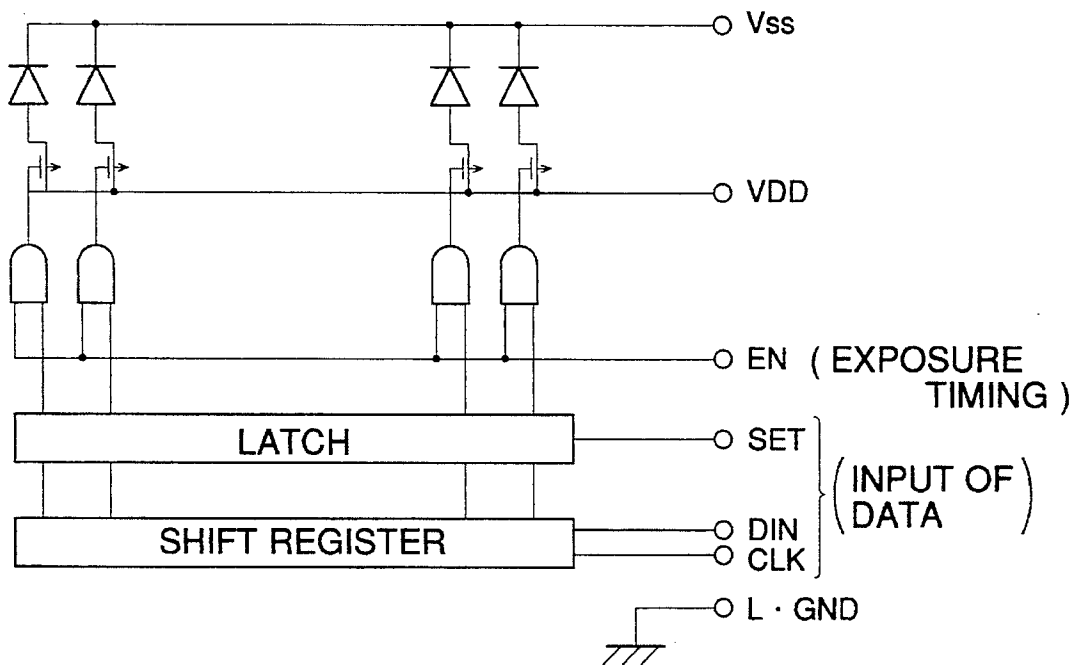 Vss
VDD
EN ( EXPOSURE
TIMING )
LATCH
SET
( INPUT OF
DATA )
SHIFT REGISTER
DIN
CLK
L · GND